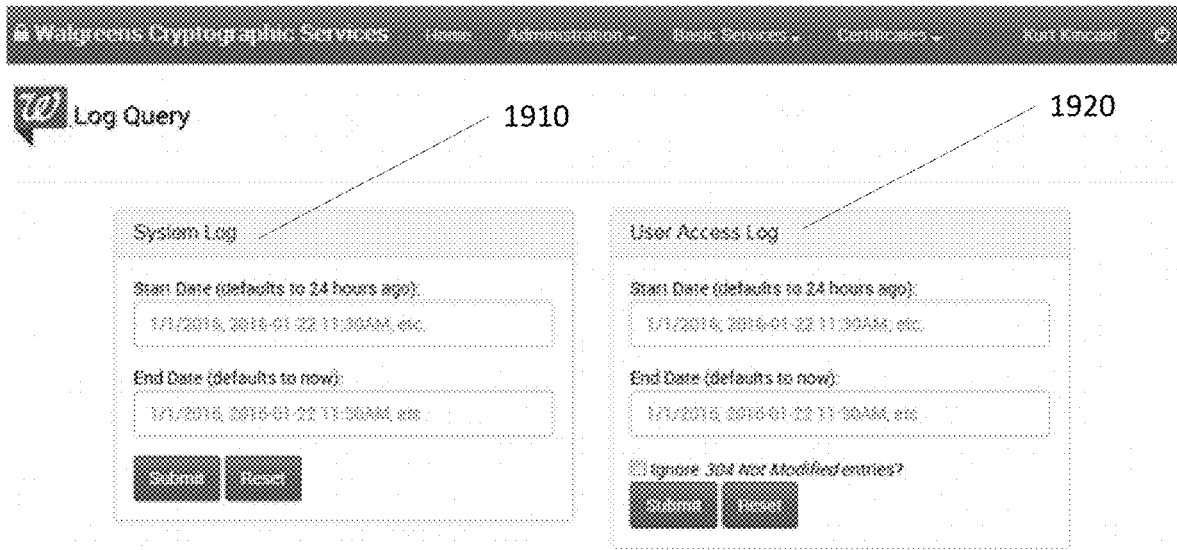 Walgreens Cryptographic Services Home Administration Basic Services Certificates
W Log Query
1910
1920
System Log
User Access Log
Start Date (defaults to 24 hours ago):
Start Date (defaults to 24 hours ago):
1/1/2016, 2016-01-22 11:30AM, etc.
1/1/2016, 2016-01-22 11:30AM, etc.
End Date (defaults to now):
End Date (defaults to now):
1/1/2016, 2016-01-22 11:30AM, etc.
1/1/2016, 2016-01-22 11:30AM, etc.
Ignore 304 Not Modified entries?
Submit Reset
Submit Reset